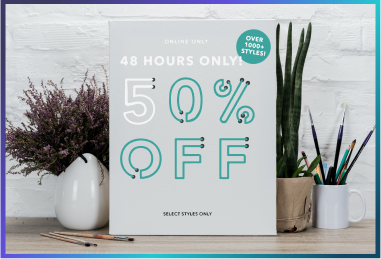 ONLINE ONLY
OVER
1000+
STYLES!
48 HOURS ONLY!
50%
OFF
SELECT STYLES ONLY